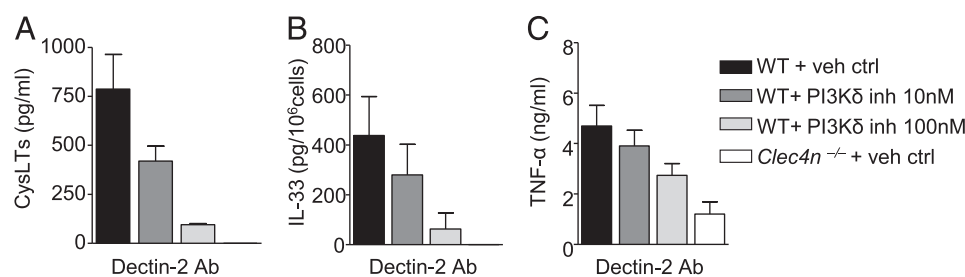 A
CysLTs (pg/ml)
1000
750
500
250
0
Dectin-2 Ab
B
IL-33 (pg/10⁶cells)
800
600
400
200
0
Dectin-2 Ab
C
TNF-α (ng/ml)
8
6
4
2
0
Dectin-2 Ab
WT + veh ctrl
WT+ PI3Kδ inh 10nM
WT+ PI3Kδ inh 100nM
Clec4n ⁻/⁻ + veh ctrl